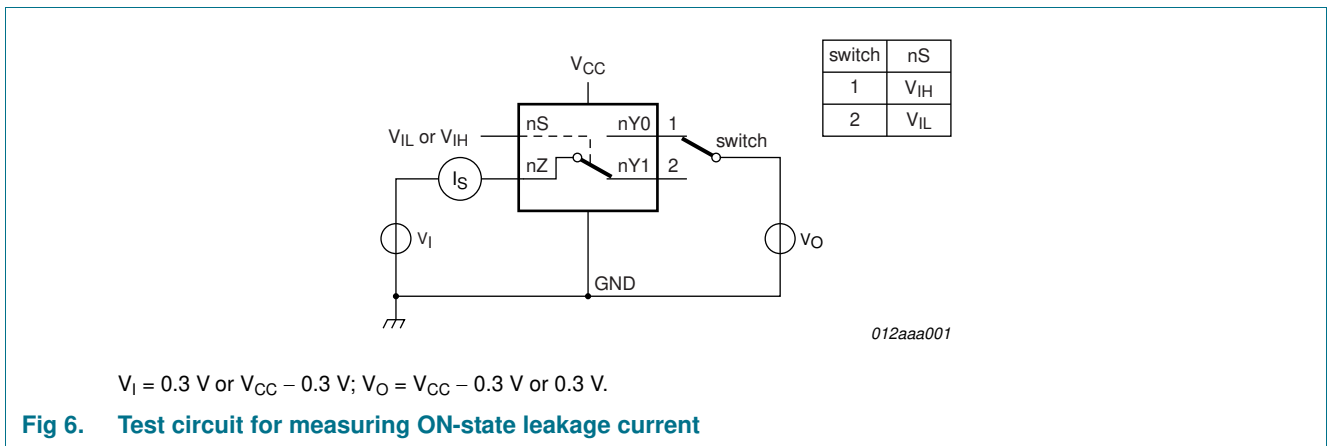 switch nS
1 VIH
2 VIL
VCC
VIL or VIH
nS
nY0
1
switch
nZ
nY1
2
IS
VI
VO
GND
012aaa001
VI = 0.3 V or VCC − 0.3 V; VO = VCC − 0.3 V or 0.3 V.
Fig 6. Test circuit for measuring ON-state leakage current